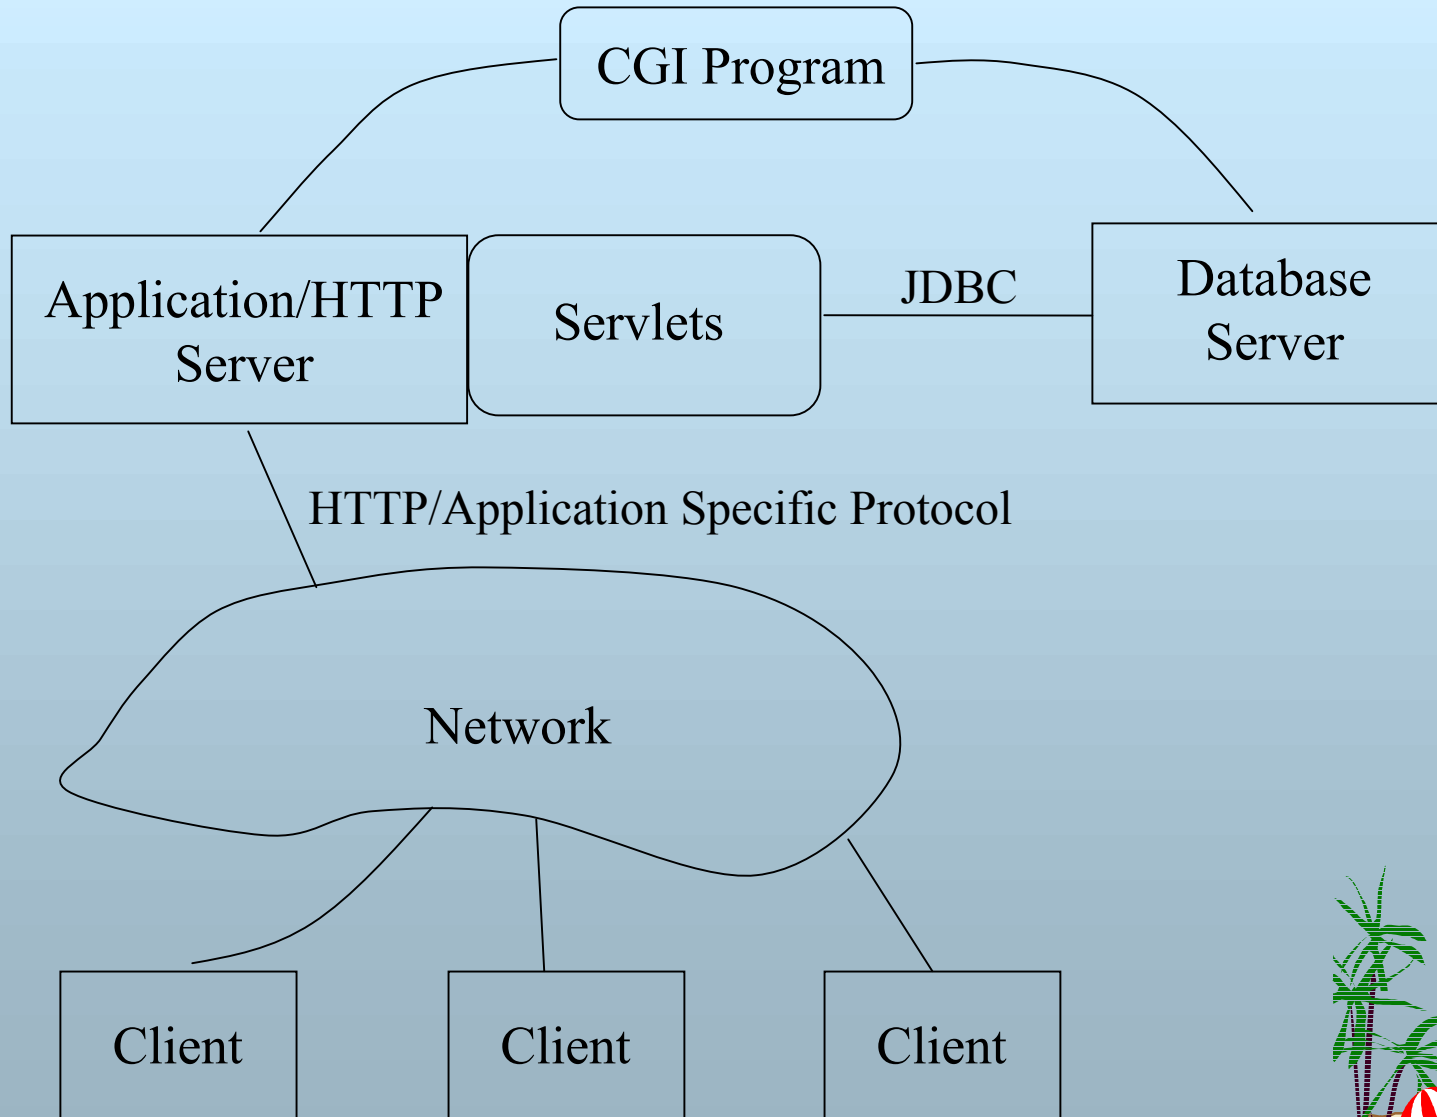 CGI Program
Application/HTTP
Server
Servlets
JDBC
Database
Server
HTTP/Application Specific Protocol
Network
Client
Client
Client